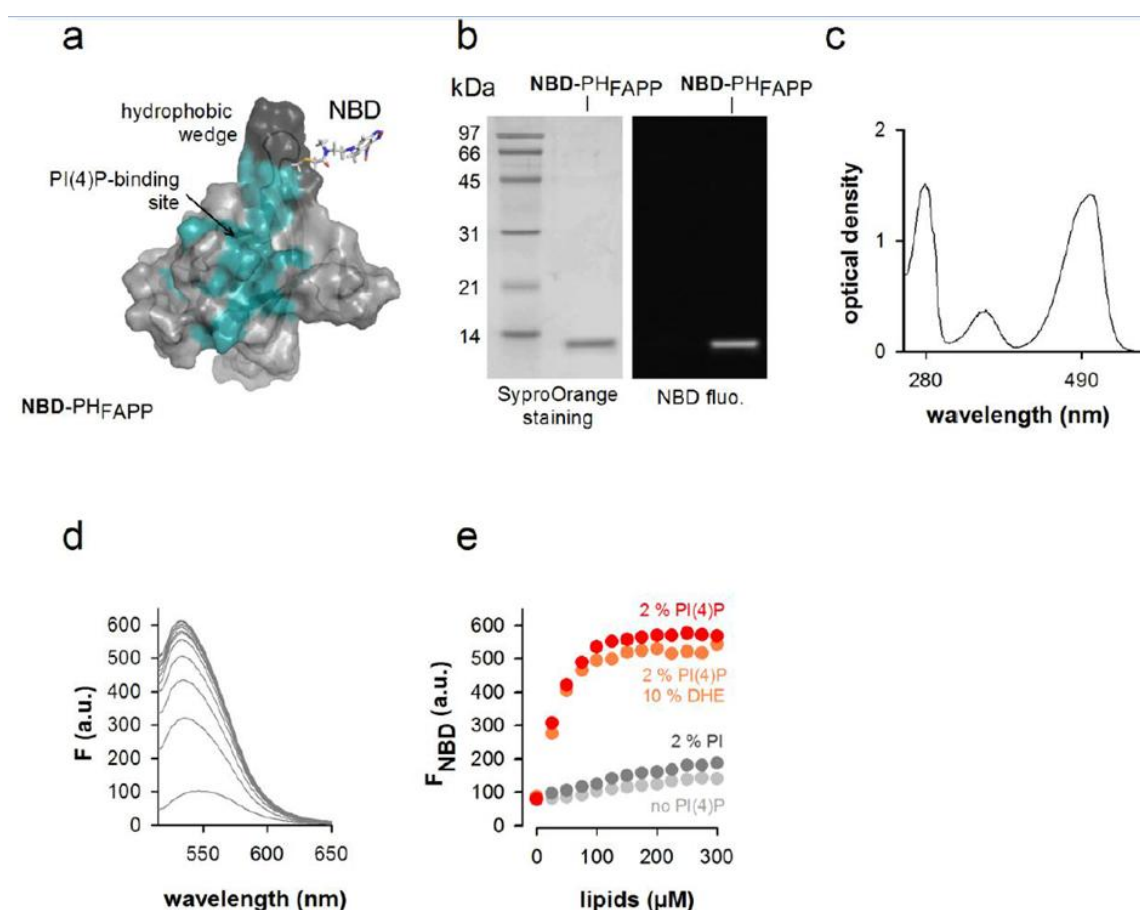 a
hydrophobic
wedge
NBD
PI(4)P-binding
site
NBD-PHFAPP
b
kDa
NBD-PHFAPP
NBD-PHFAPP
97
66
45
31
21
14
SyproOrange
staining
NBD fluo.
c
optical density
2
1
0
280
490
wavelength (nm)
d
F (a.u.)
600
500
400
300
200
100
0
550
600
650
wavelength (nm)
e
FNBD (a.u.)
600
500
400
300
200
100
0
2 % PI(4)P
2 % PI(4)P
10 % DHE
2 % PI
no PI(4)P
0
100
200
300
lipids (µM)